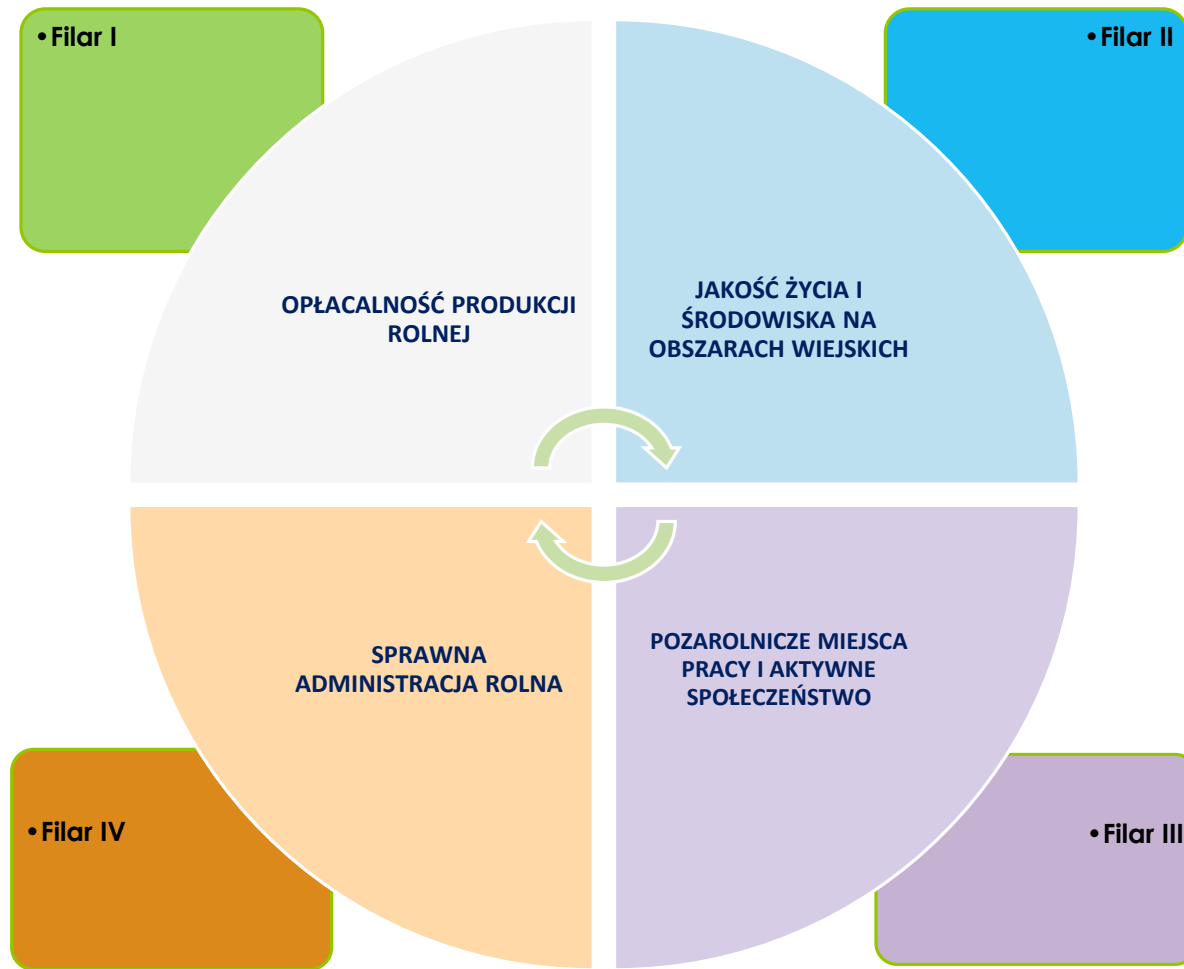 • Filar I
• Filar II
OPŁACALNOŚĆ PRODUKCJI
ROLNEJ
JAKOŚĆ ŻYCIA I
ŚRODOWISKA NA
OBSZARACH WIEJSKICH
SPRAWNA
ADMINISTRACJA ROLNA
POZAROLNICZE MIEJSCA
PRACY I AKTYWNE
SPOŁECZEŃSTWO
• Filar IV
• Filar III